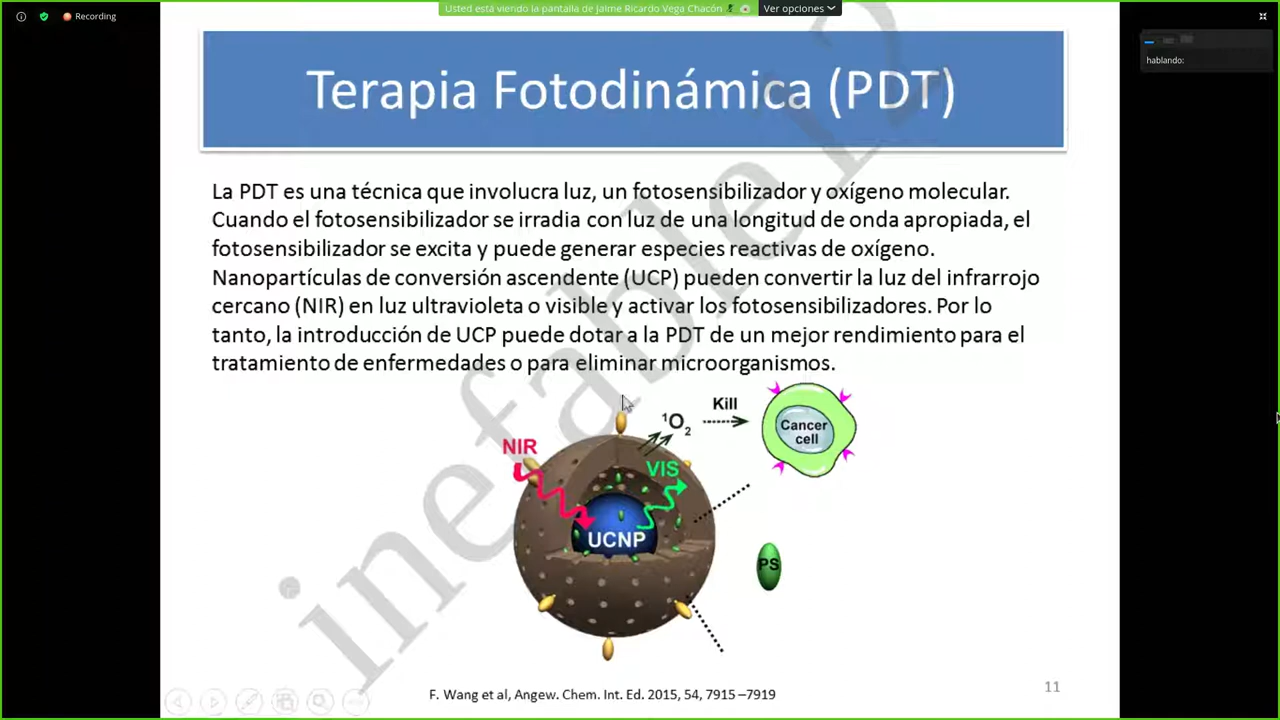 Recording
Usted está viendo la pantalla de Jaime Ricardo Vega Chacón
Ver opciones
hablando:
Terapia Fotodinámica (PDT)
La PDT es una técnica que involucra luz, un fotosensibilizador y oxígeno molecular.
Cuando el fotosensibilizador se irradia con luz de una longitud de onda apropiada, el
fotosensibilizador se excita y puede generar especies reactivas de oxígeno.
Nanopartículas de conversión ascendente (UCP) pueden convertir la luz del infrarrojo
cercano (NIR) en luz ultravioleta o visible y activar los fotosensibilizadores. Por lo
tanto, la introducción de UCP puede dotar a la PDT de un mejor rendimiento para el
tratamiento de enfermedades o para eliminar microorganismos.
Kill
¹O₂
Cancer
cell
NIR
VIS
UCNP
PS
F. Wang et al, Angew. Chem. Int. Ed. 2015, 54, 7915 –7919
11
inefable12